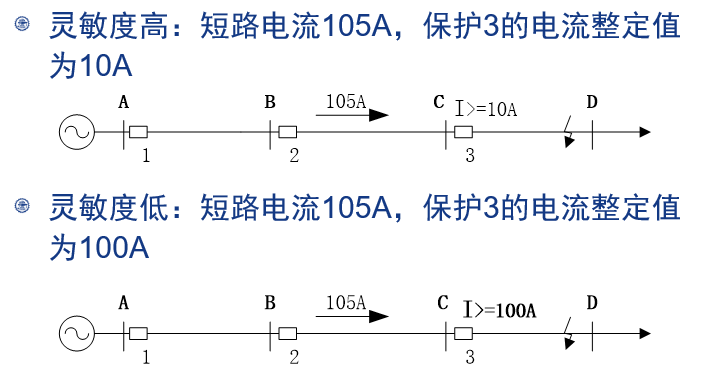 灵敏度高：短路电流105A，保护3的电流整定值
为10A
A B 105A C I>=10A D
1 2 3
灵敏度低：短路电流105A，保护3的电流整定值
为100A
A B 105A C I>=100A D
1 2 3